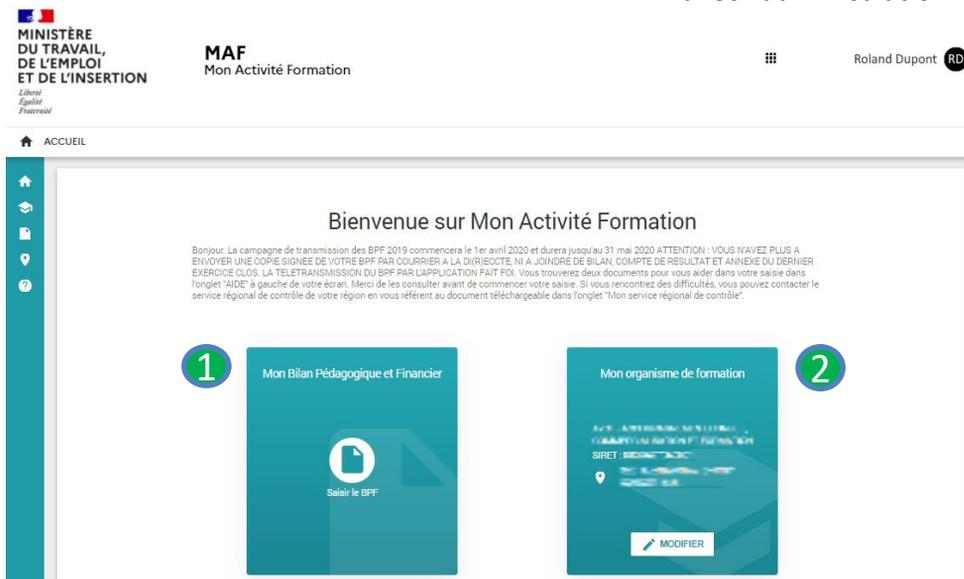 MINISTÈRE
DU TRAVAIL,
DE L'EMPLOI
ET DE L'INSERTION
Liberté
Égalité
Fraternité
MAF
Mon Activité Formation
Roland Dupont RD
ACCUEIL
Bienvenue sur Mon Activité Formation
Bonjour. La campagne de transmission des BPF 2019 commencera le 1er avril 2020 et durera jusqu'au 31 mai 2020 ATTENTION : VOUS N'AVEZ PLUS A
ENVOYER UNE COPIE SIGNEE DE VOTRE BPF PAR COURRIER A LA DI(R)ECCTE, NI A JOINDRE DE BILAN, COMPTE DE RESULTAT ET ANNEXE DU DERNIER
EXERCICE CLOS. LA TELETRANSMISSION DU BPF PAR L'APPLICATION FAIT FOI. Vous trouverez deux documents pour vous aider dans votre saisie dans
l'onglet "AIDE" à gauche de votre écran. Merci de les consulter avant de commencer votre saisie. Si vous rencontrez des difficultés, vous pouvez contacter le
service régional de contrôle de votre région en vous référent au document téléchargeable dans l'onglet "Mon service régional de contrôle".
1
Mon Bilan Pédagogique et Financier
Saisir le BPF
Mon organisme de formation
2
SIRET :
MODIFIER